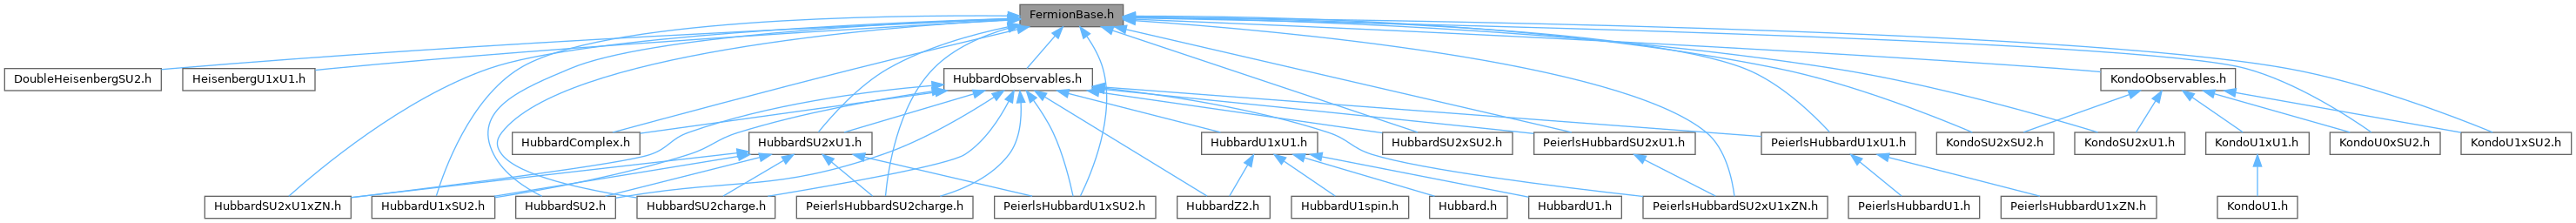 FermionBase.h
DoubleHeisenbergSU2.h
HeisenbergU1xU1.h
HubbardObservables.h
KondoObservables.h
HubbardComplex.h
HubbardSU2xU1.h
HubbardU1xU1.h
HubbardSU2xSU2.h
PeierlsHubbardSU2xU1.h
PeierlsHubbardU1xU1.h
KondoSU2xSU2.h
KondoSU2xU1.h
KondoU1xU1.h
KondoU0xSU2.h
KondoU1xSU2.h
HubbardSU2xU1xZN.h
HubbardU1xSU2.h
HubbardSU2.h
HubbardSU2charge.h
PeierlsHubbardSU2charge.h
PeierlsHubbardU1xSU2.h
HubbardZ2.h
HubbardU1spin.h
Hubbard.h
HubbardU1.h
PeierlsHubbardSU2xU1xZN.h
PeierlsHubbardU1.h
PeierlsHubbardU1xZN.h
KondoU1.h